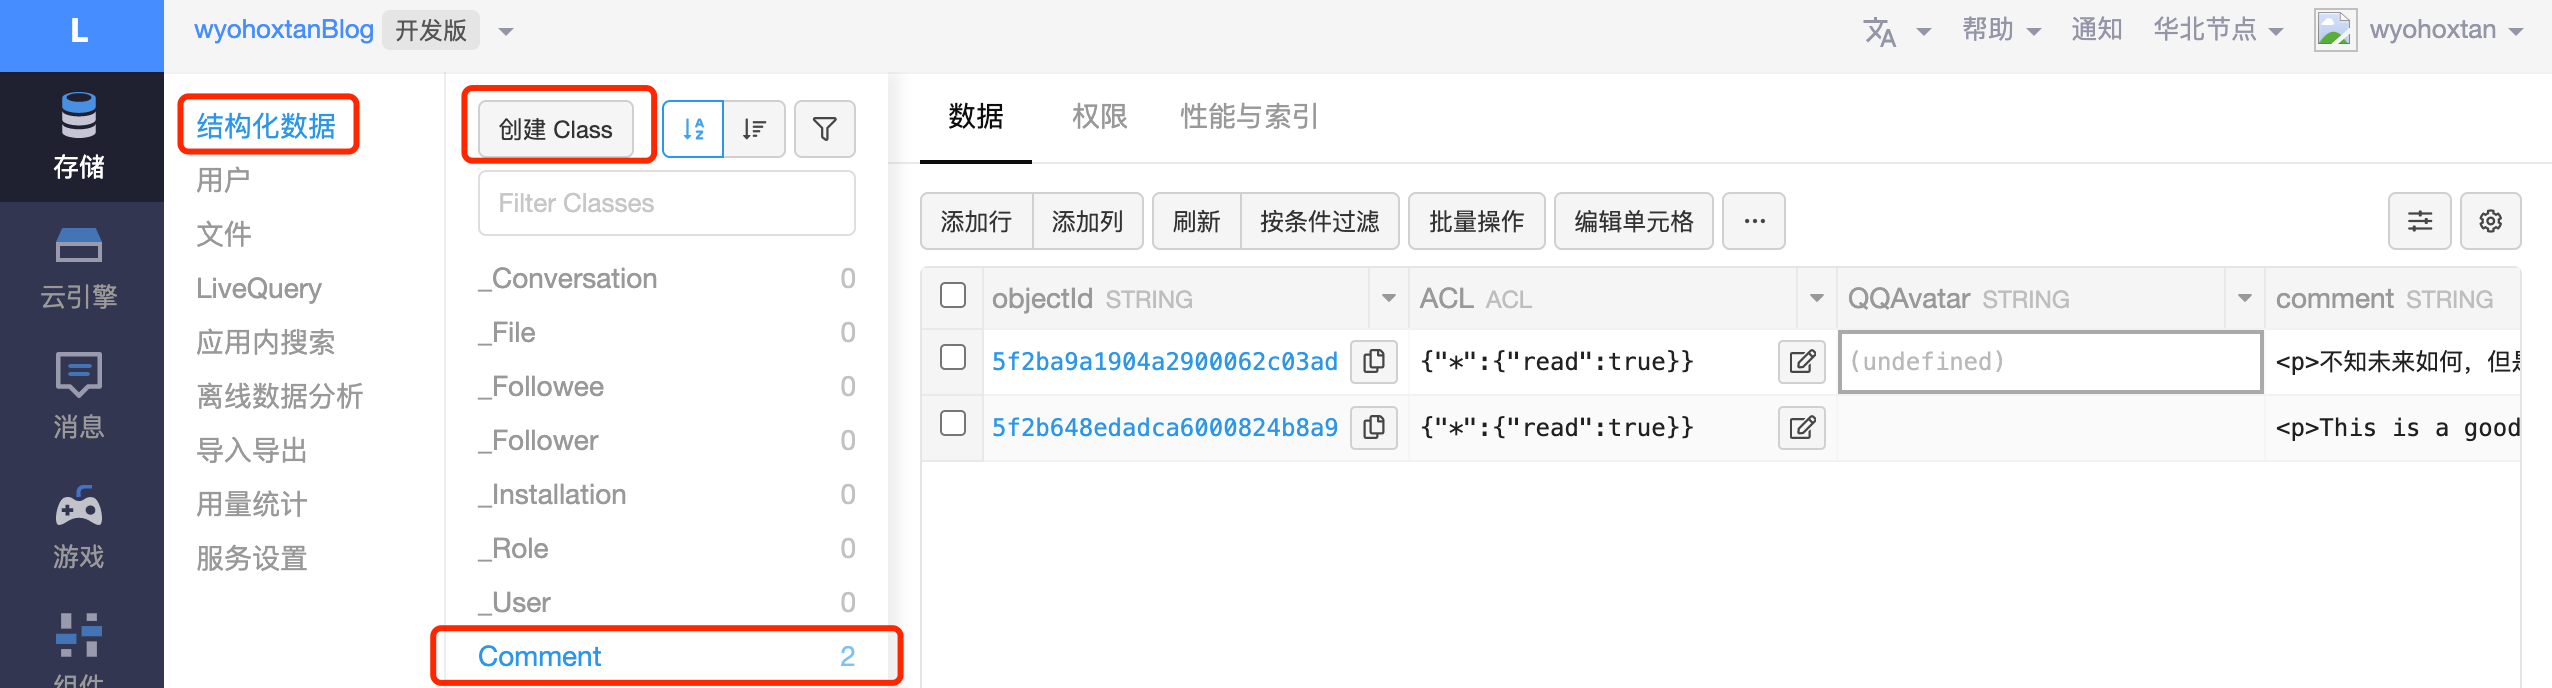 L
wyohoxtanBlog 开发版
帮助 通知 华北节点 wyohoxtan
存储
云引擎
消息
游戏
组件
结构化数据
用户
文件
LiveQuery
应用内搜索
离线数据分析
导入导出
用量统计
服务设置
创建 Class
Filter Classes
_Conversation 0
_File 0
_Followee 0
_Follower 0
_Installation 0
_Role 0
_User 0
Comment 2
数据 权限 性能与索引
添加行 添加列 刷新 按条件过滤 批量操作 编辑单元格 ...
objectId STRING ACL ACL QQAvatar STRING comment STRING
5f2ba9a1904a2900062c03ad {"*":{"read":true}} (undefined) <p>不知未来如何，但是
5f2b648edadca6000824b8a9 {"*":{"read":true}} <p>This is a good